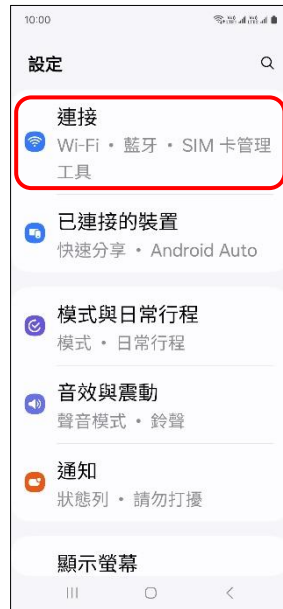 10:00
設定
連接
Wi-Fi • 藍牙 • SIM 卡管理
工具
已連接的裝置
快速分享 • Android Auto
模式與日常行程
模式 • 日常行程
音效與震動
聲音模式 • 鈴聲
通知
狀態列 • 請勿打擾
顯示螢幕